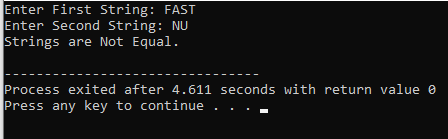 Enter First String: FAST
Enter Second String: NU
Strings are Not Equal.
--------------------------------
Process exited after 4.611 seconds with return value 0
Press any key to continue . . .